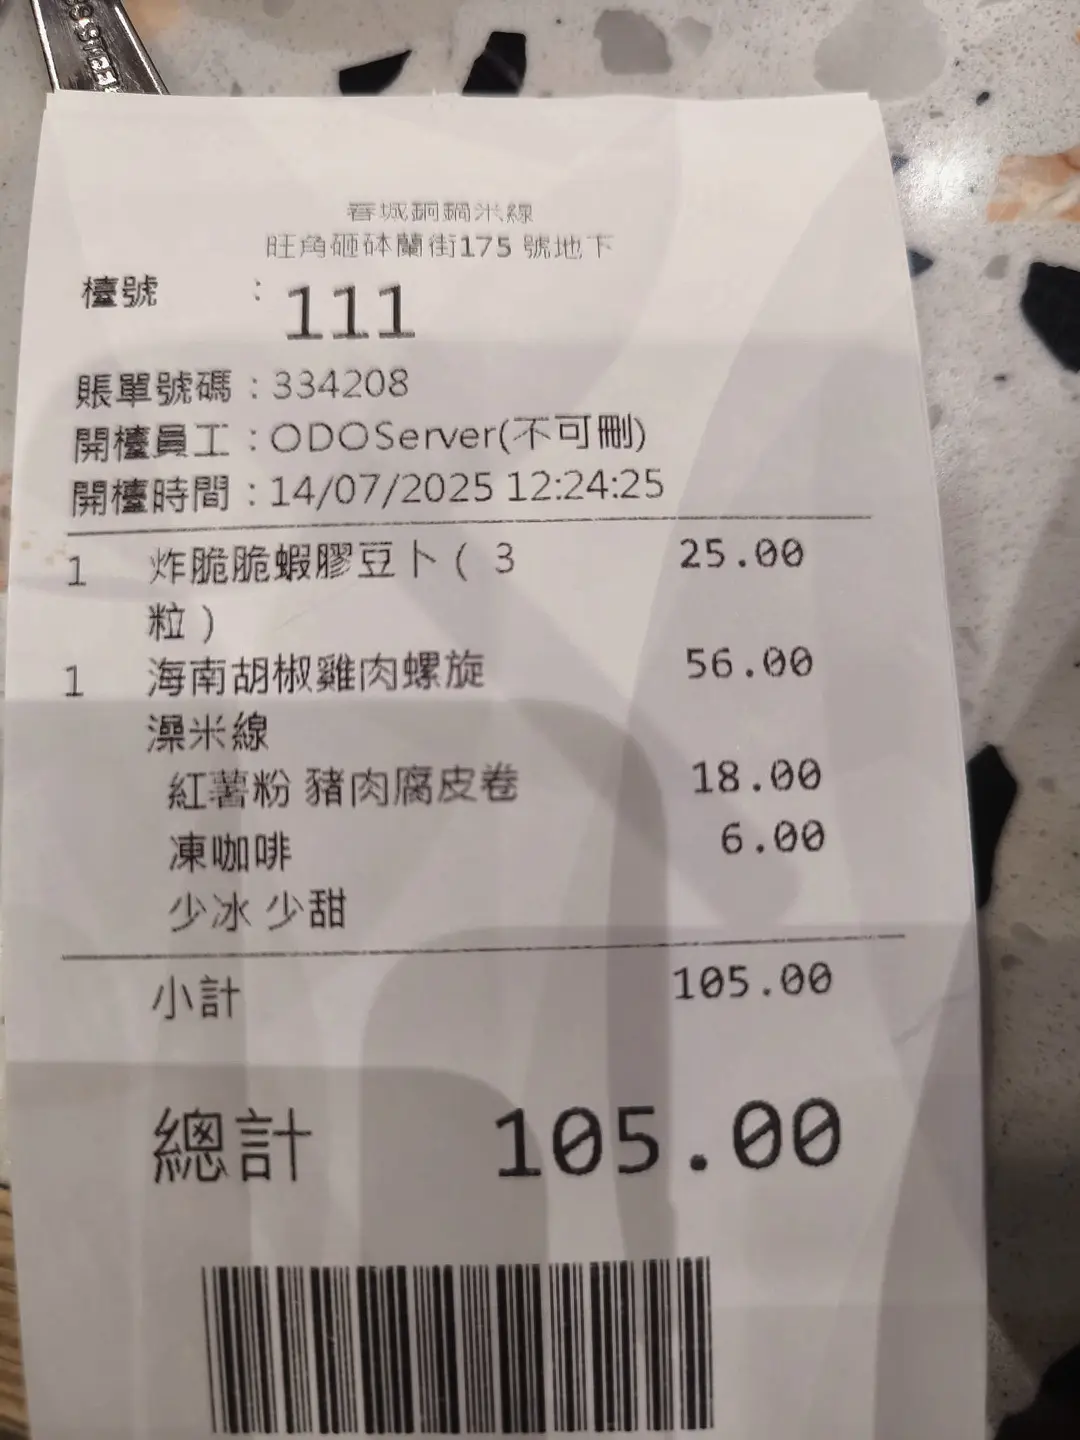 春城銅鍋米線
旺角砸砵蘭街175 號地下
檯號 : 111
賬單號碼 : 334208
開檯員工 : ODOServer(不可刪)
開檯時間 : 14/07/2025 12:24:25
1 炸脆脆蝦膠豆卜 ( 3 25.00
粒 )
1 海南胡椒雞肉螺旋 56.00
澡米線
紅薯粉 豬肉腐皮卷 18.00
凍咖啡 6.00
少冰 少甜
小計 105.00
總計 105.00